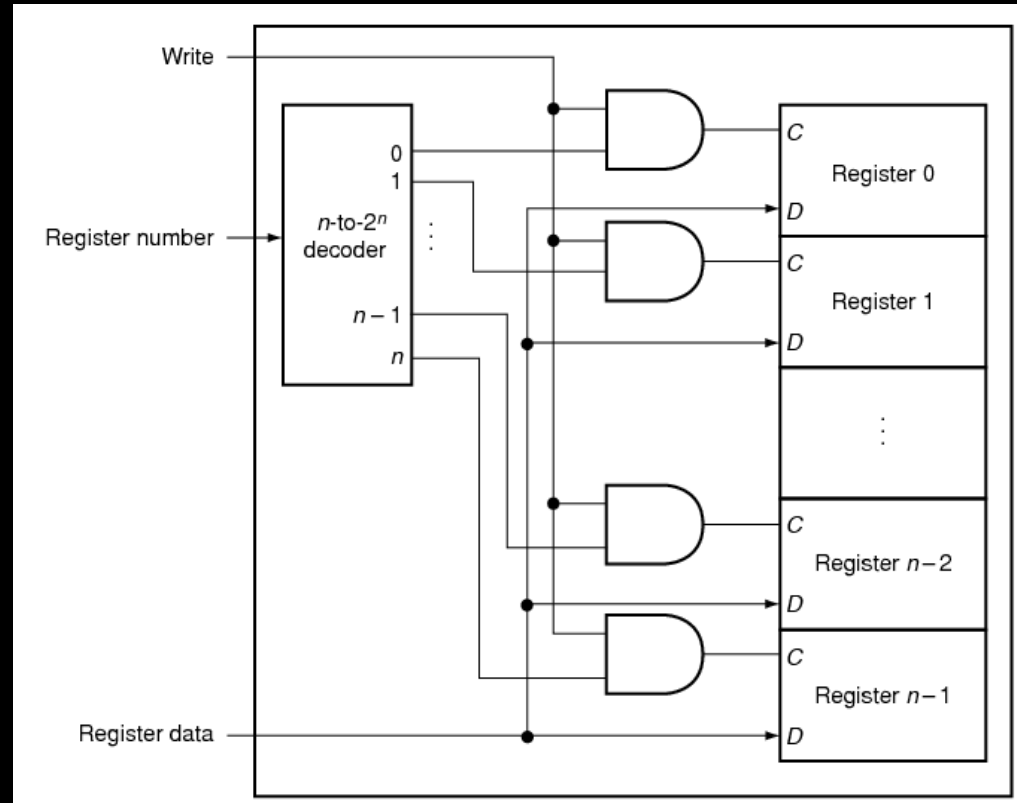 Write
C
0
Register 0
1
D
n-to-2ⁿ
decoder
⋮
Register number
C
Register 1
n – 1
D
n
⋮
C
Register n – 2
D
C
Register n – 1
Register data
D